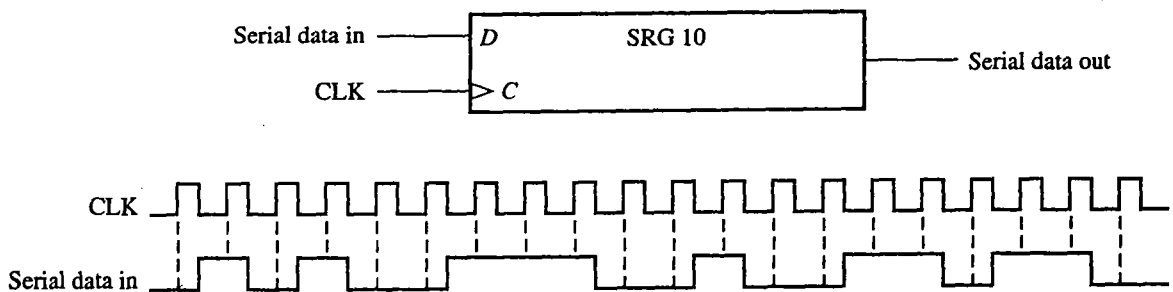 Serial data in
D
SRG 10
Serial data out
CLK
C
CLK
Serial data in